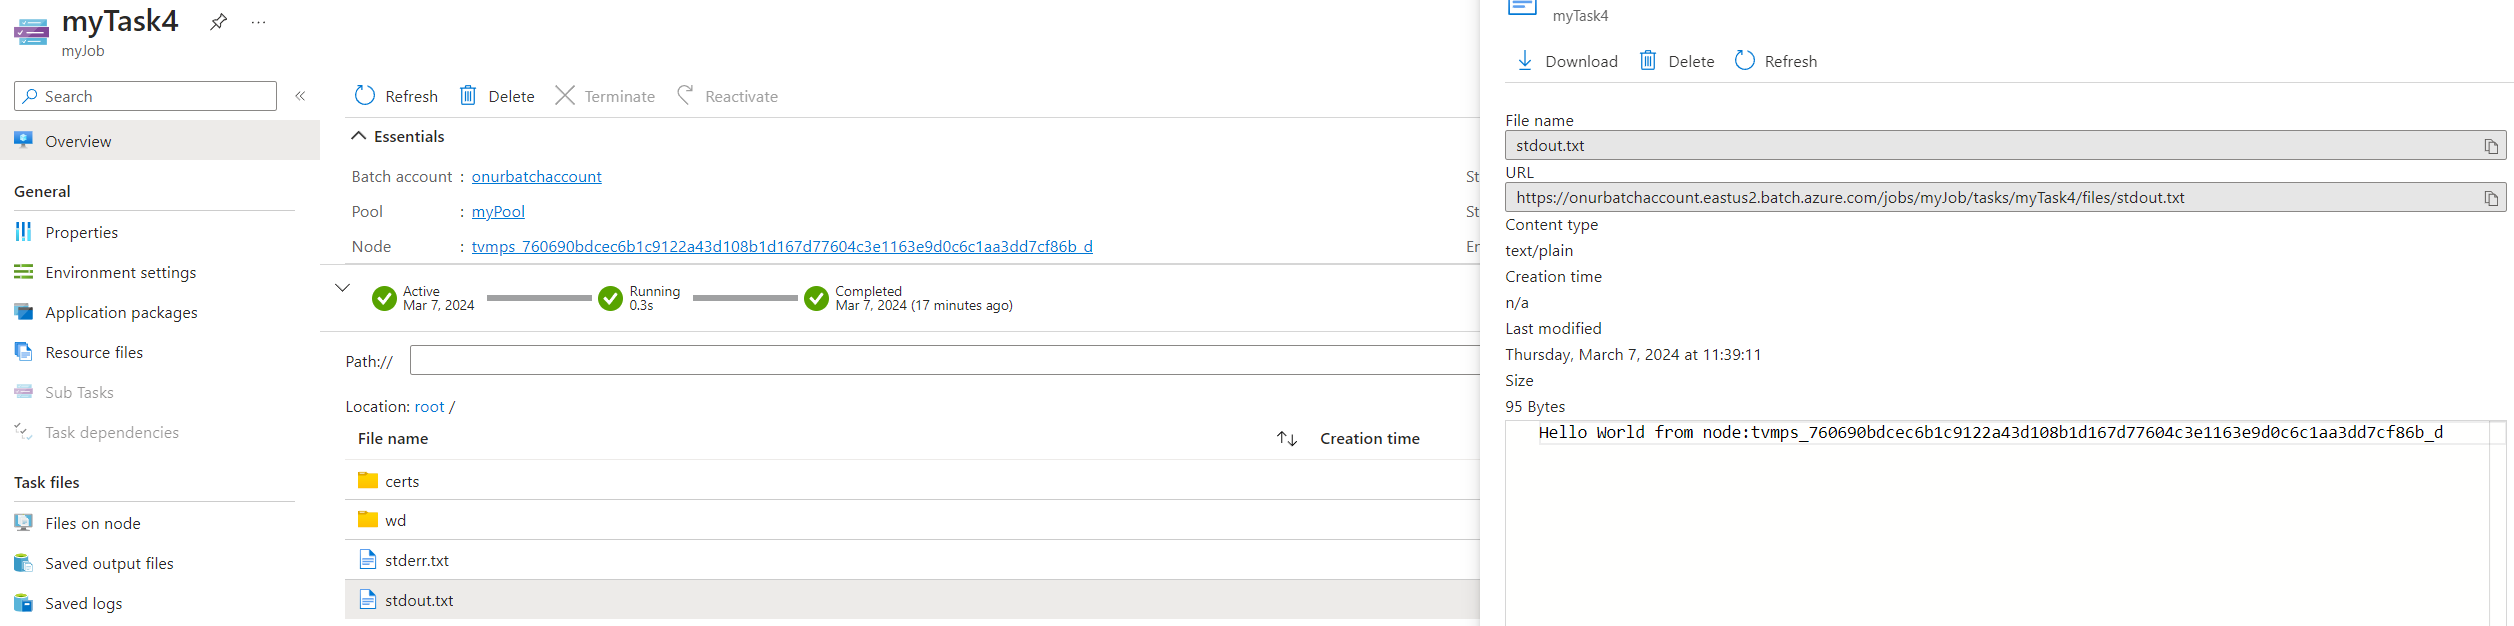 myTask4
myJob
Search
Overview
General
Properties
Environment settings
Application packages
Resource files
Sub Tasks
Task dependencies
Task files
Files on node
Saved output files
Saved logs
Refresh Delete Terminate Reactivate
Essentials
Batch account : onurbatchaccount St
Pool : myPool St
Node : tvmps_760690bdcec6b1c9122a43d108b1d167d77604c3e1163e9d0c6c1aa3dd7cf86b_d Er
Active
Mar 7, 2024
Running
0.3s
Completed
Mar 7, 2024 (17 minutes ago)
Path://
Location: root /
File name Creation time
certs
wd
stderr.txt
stdout.txt
myTask4
Download Delete Refresh
File name
stdout.txt
URL
https://onurbatchaccount.eastus2.batch.azure.com/jobs/myJob/tasks/myTask4/files/stdout.txt
Content type
text/plain
Creation time
n/a
Last modified
Thursday, March 7, 2024 at 11:39:11
Size
95 Bytes
Hello World from node:tvmps_760690bdcec6b1c9122a43d108b1d167d77604c3e1163e9d0c6c1aa3dd7cf86b_d